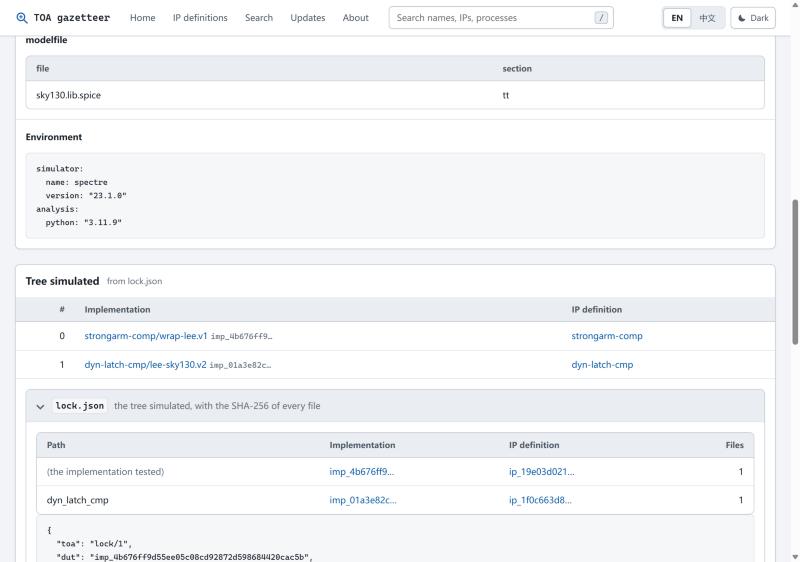 TOA gazetteer
Home
IP definitions
Search
Updates
About
Search names, IPs, processes
/
EN
中文
Dark
modelfile
file section
sky130.lib.spice tt
Environment
simulator:
name: spectre
version: "23.1.0"
analysis:
python: "3.11.9"
Tree simulated from lock.json
# Implementation IP definition
0 strongarm-comp/wrap-lee.v1 imp_4b676ff9… strongarm-comp
1 dyn-latch-cmp/lee-sky130.v2 imp_01a3e82c… dyn-latch-cmp
lock.json the tree simulated, with the SHA-256 of every file
Path Implementation IP definition Files
(the implementation tested) imp_4b676ff9… ip_19e03d021… 1
dyn_latch_cmp imp_01a3e82c… ip_1f0c663d8… 1
{
"toa": "lock/1",
"dut": "imp_4b676ff9d55ee05c08cd92872d598684420cac5b",